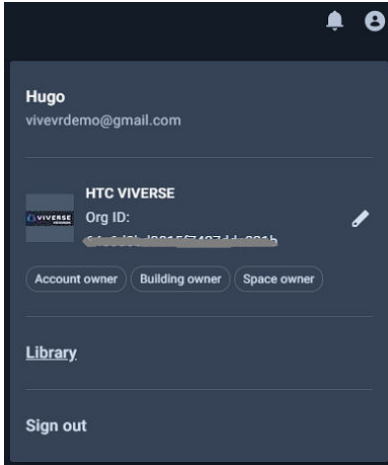 Hugo
vivevrdemo@gmail.com
HTC VIVERSE
VIVERSE
Org ID:
Account owner
Building owner
Space owner
Library
Sign out